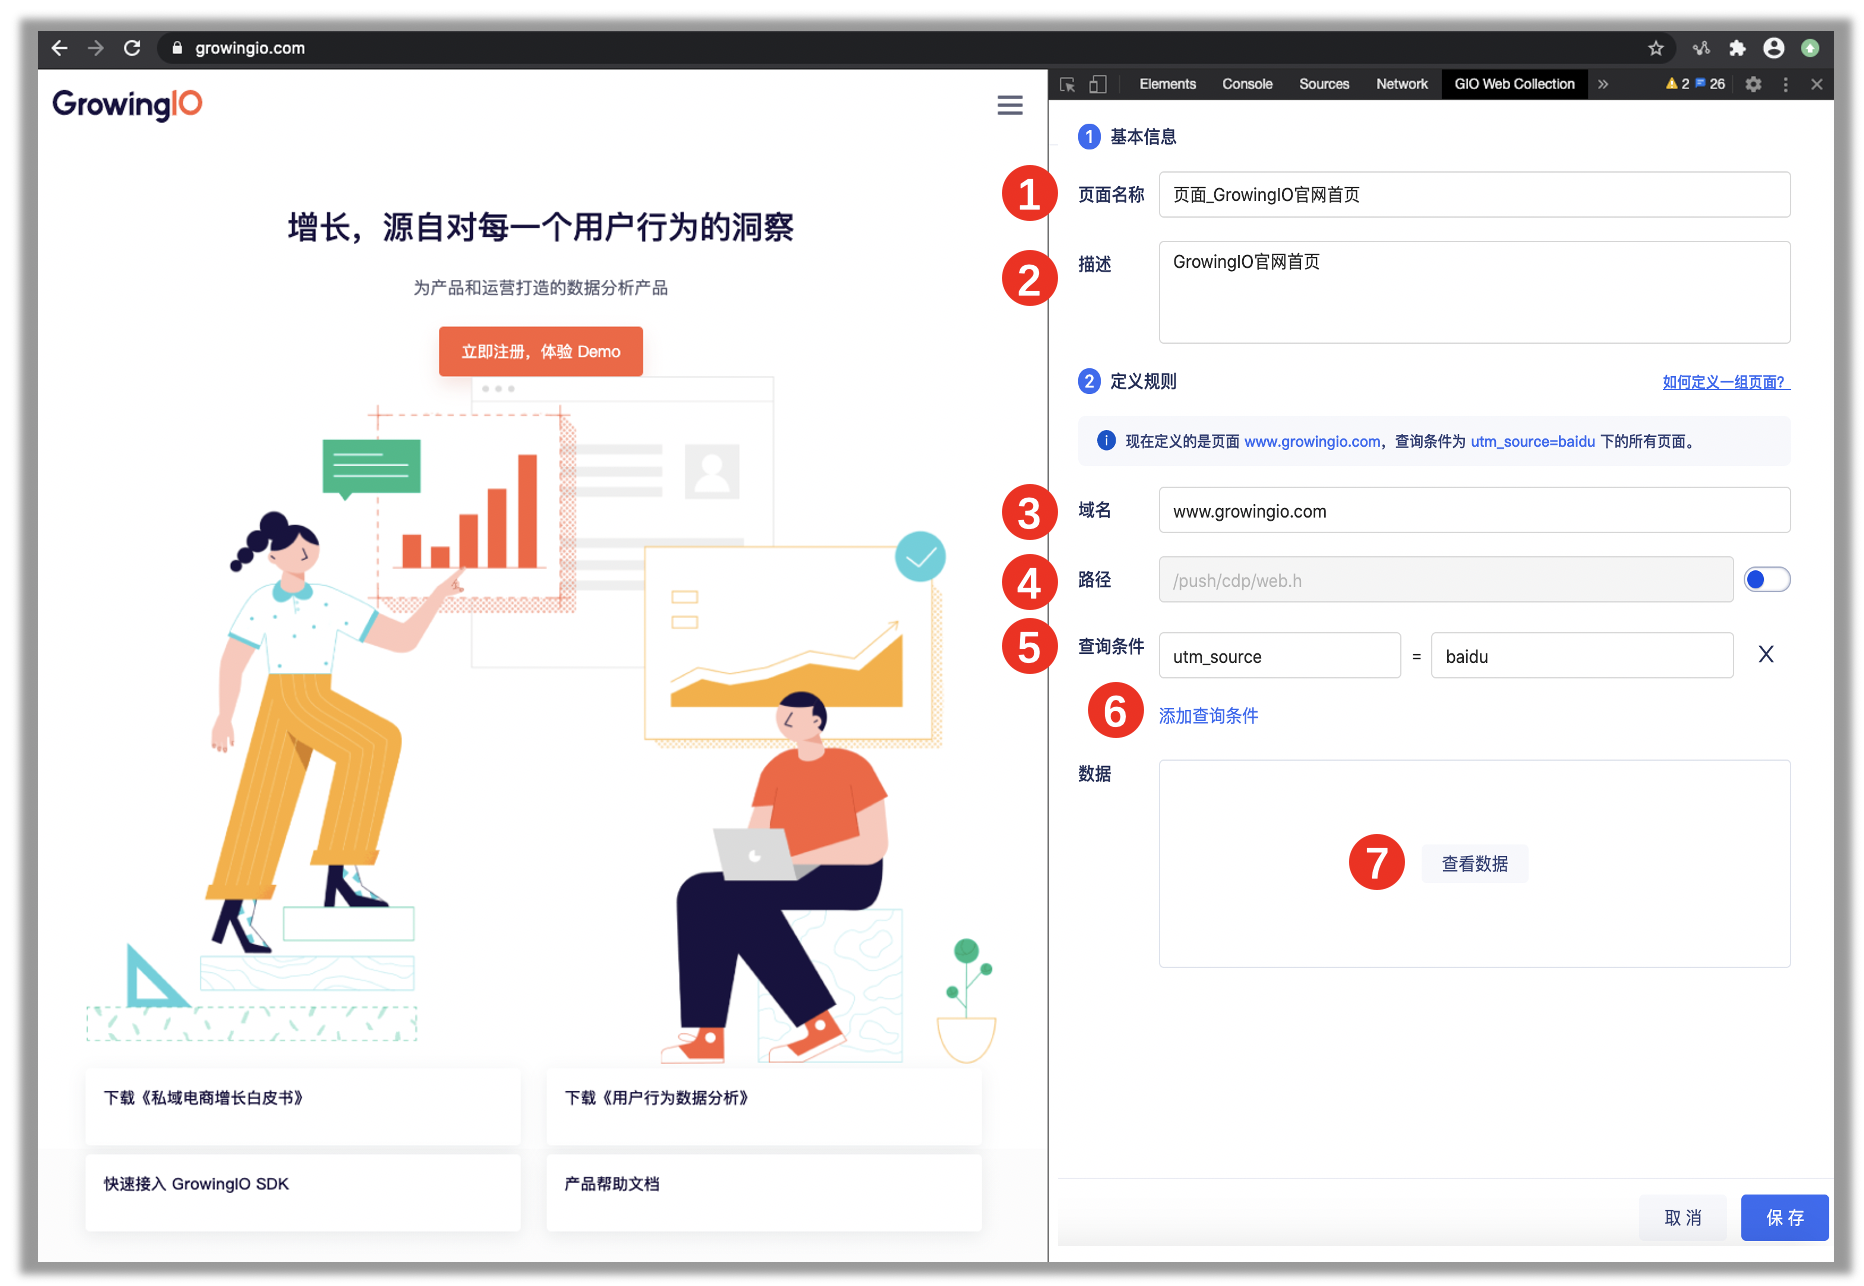 growingio.com
GrowingIO
增长，源自对每一个用户行为的洞察
为产品和运营打造的数据分析产品
立即注册，体验 Demo
下载《私域电商增长白皮书》
下载《用户行为数据分析》
快速接入 GrowingIO SDK
产品帮助文档
Elements Console Sources Network GIO Web Collection » 2 26
1 基本信息
1 页面名称 页面_GrowingIO官网首页
2 描述 GrowingIO官网首页
2 定义规则 如何定义一组页面?
i 现在定义的是页面 www.growingio.com，查询条件为 utm_source=baidu 下的所有页面。
3 域名 www.growingio.com
4 路径 /push/cdp/web.h
5 查询条件 utm_source = baidu X
6 添加查询条件
数据
7 查看数据
取 消 保 存